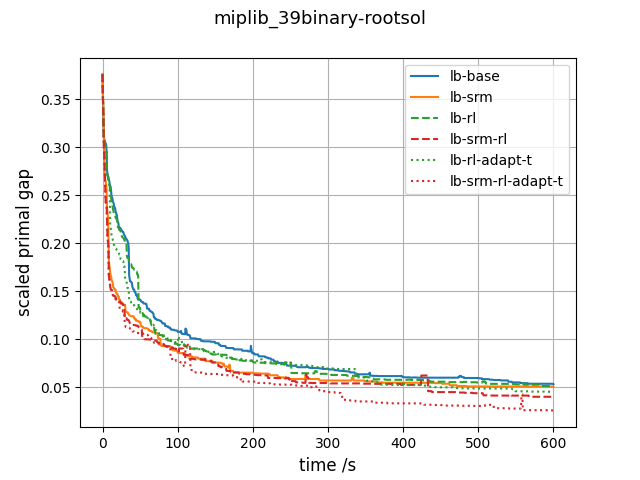 miplib_39binary-rootsol
scaled primal gap
0.35
0.30
0.25
0.20
0.15
0.10
0.05
lb-base
lb-srm
lb-rl
lb-srm-rl
lb-rl-adapt-t
lb-srm-rl-adapt-t
0 100 200 300 400 500 600
time /s